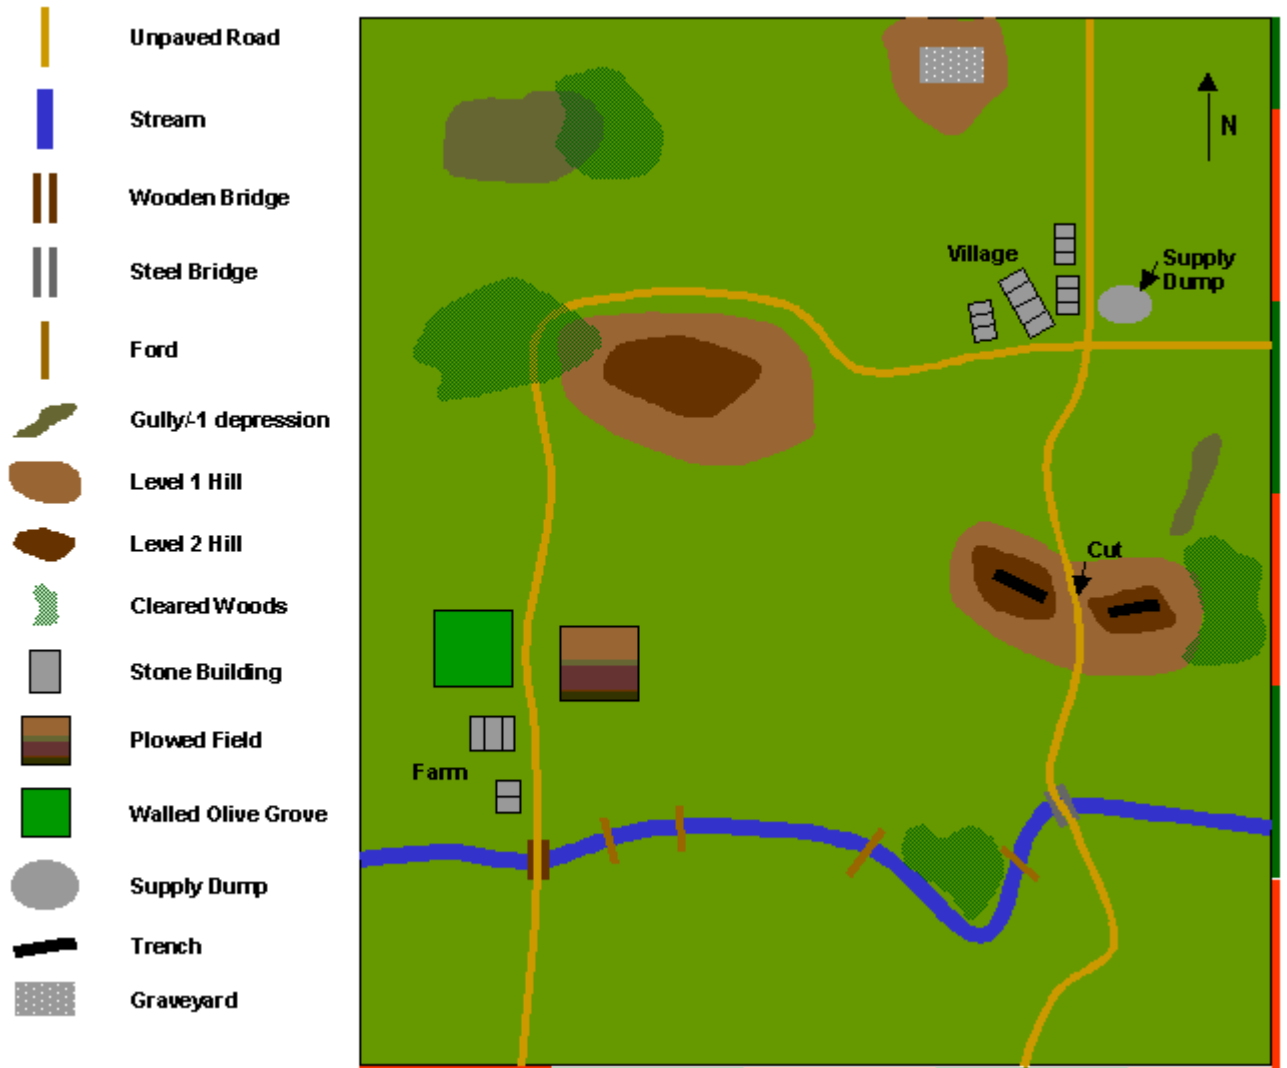 Unpaved Road
Stream
Wooden Bridge
Steel Bridge
Ford
Gully/-1 depression
Level 1 Hill
Level 2 Hill
Cleared Woods
Stone Building
Plowed Field
Walled Olive Grove
Supply Dump
Trench
Graveyard
N
Village
Supply
Dump
Cut
Farm